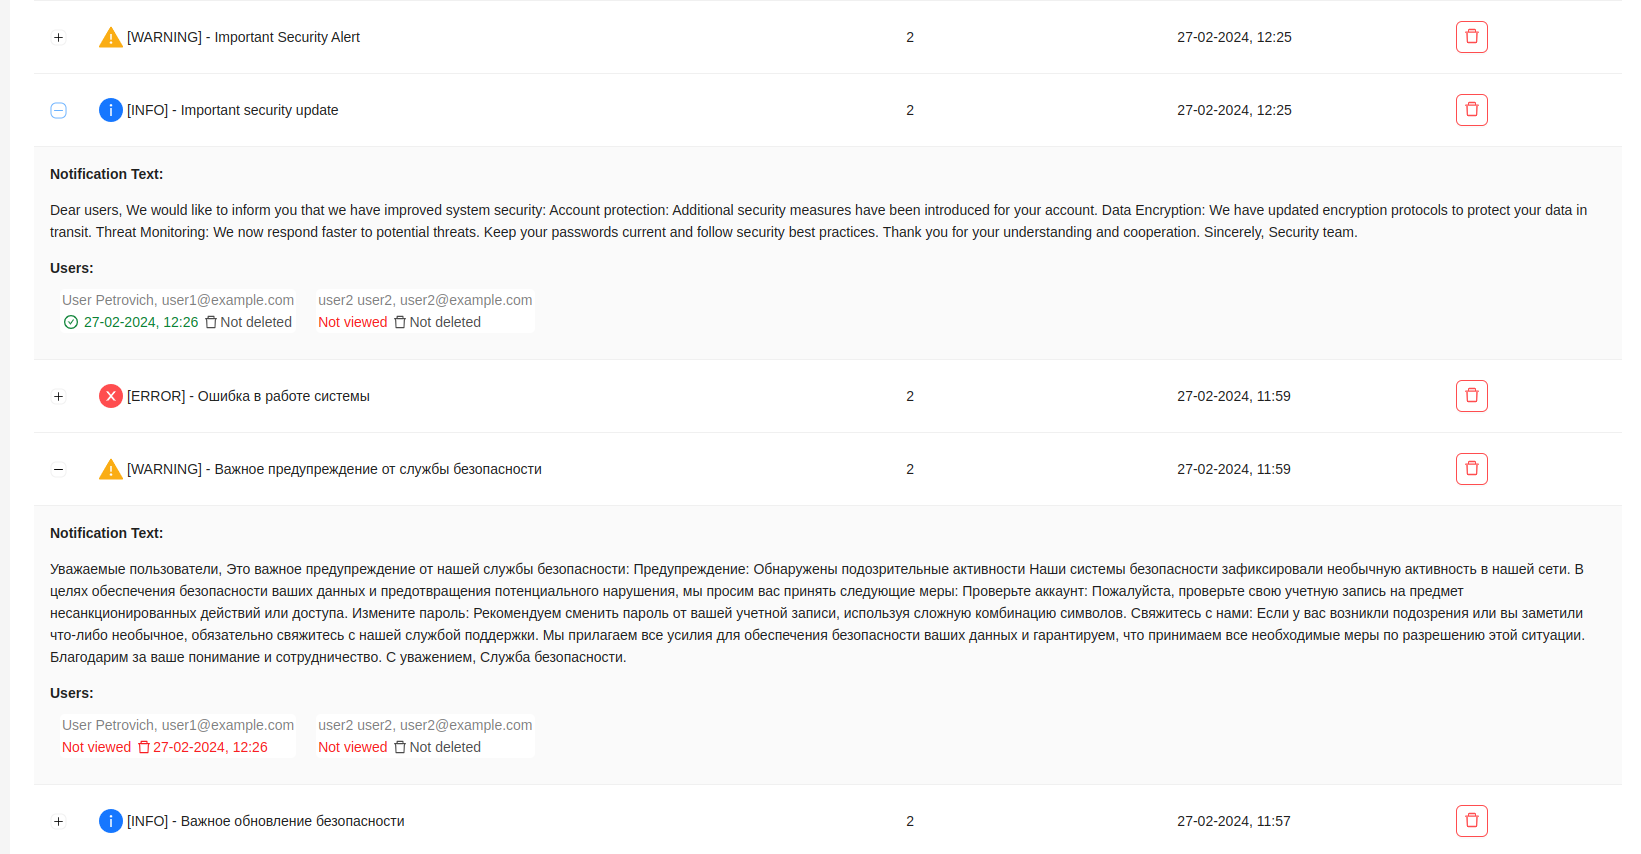 [WARNING] - Important Security Alert 2 27-02-2024, 12:25
[INFO] - Important security update 2 27-02-2024, 12:25
Notification Text:
Dear users, We would like to inform you that we have improved system security: Account protection: Additional security measures have been introduced for your account. Data Encryption: We have updated encryption protocols to protect your data in
transit. Threat Monitoring: We now respond faster to potential threats. Keep your passwords current and follow security best practices. Thank you for your understanding and cooperation. Sincerely, Security team.
Users:
User Petrovich, user1@example.com user2 user2, user2@example.com
27-02-2024, 12:26 Not deleted Not viewed Not deleted
[ERROR] - Ошибка в работе системы 2 27-02-2024, 11:59
[WARNING] - Важное предупреждение от службы безопасности 2 27-02-2024, 11:59
Notification Text:
Уважаемые пользователи, Это важное предупреждение от нашей службы безопасности: Предупреждение: Обнаружены подозрительные активности Наши системы безопасности зафиксировали необычную активность в нашей сети. В
целях обеспечения безопасности ваших данных и предотвращения потенциального нарушения, мы просим вас принять следующие меры: Проверьте аккаунт: Пожалуйста, проверьте свою учетную запись на предмет
несанкционированных действий или доступа. Измените пароль: Рекомендуем сменить пароль от вашей учетной записи, используя сложную комбинацию символов. Свяжитесь с нами: Если у вас возникли подозрения или вы заметили
что-либо необычное, обязательно свяжитесь с нашей службой поддержки. Мы прилагаем все усилия для обеспечения безопасности ваших данных и гарантируем, что принимаем все необходимые меры по разрешению этой ситуации.
Благодарим за ваше понимание и сотрудничество. С уважением, Служба безопасности.
Users:
User Petrovich, user1@example.com user2 user2, user2@example.com
Not viewed 27-02-2024, 12:26 Not viewed Not deleted
[INFO] - Важное обновление безопасности 2 27-02-2024, 11:57